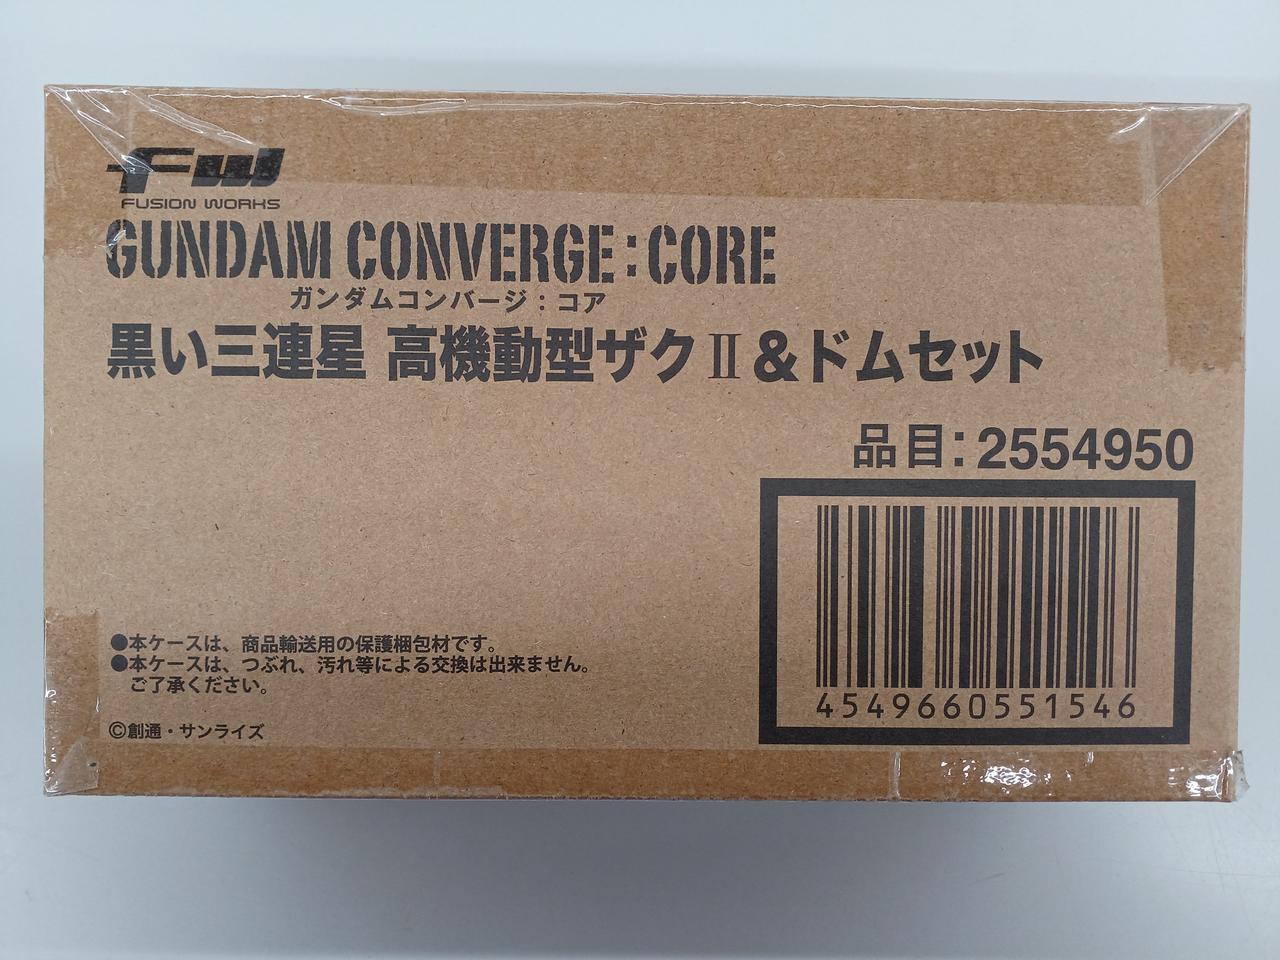 FW
FUSION WORKS
GUNDAM CONVERGE:CORE
ガンダムコンバージ：コア
黒い三連星 高機動型ザクⅡ＆ドムセット
品目：2554950
4549660551546
●本ケースは、商品輸送用の保護梱包材です。
●本ケースは、つぶれ、汚れ等による交換は出来ません。
ご了承ください。
©創通・サンライズ